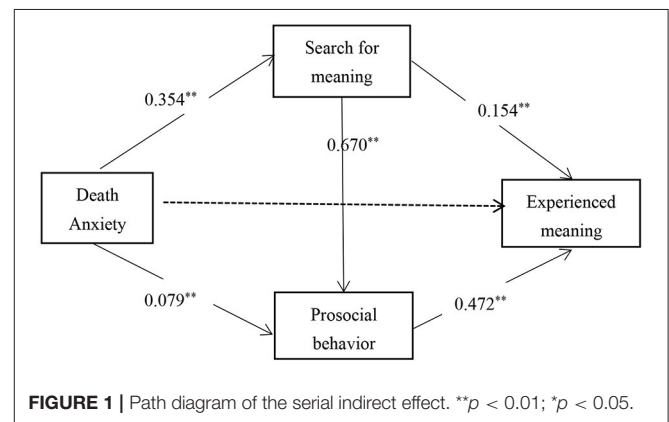 Search for
meaning
0.354**
0.154**
0.670**
Death
Anxiety
Experienced
meaning
0.079**
0.472**
Prosocial
behavior
FIGURE 1 | Path diagram of the serial indirect effect. **p < 0.01; *p < 0.05.